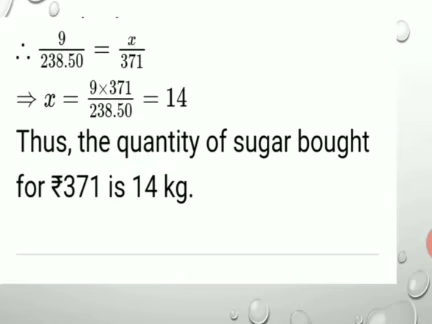 ∴ 9/238.50 = x/371
⇒ x = 9×371/238.50 = 14
Thus, the quantity of sugar bought
for ₹371 is 14 kg.